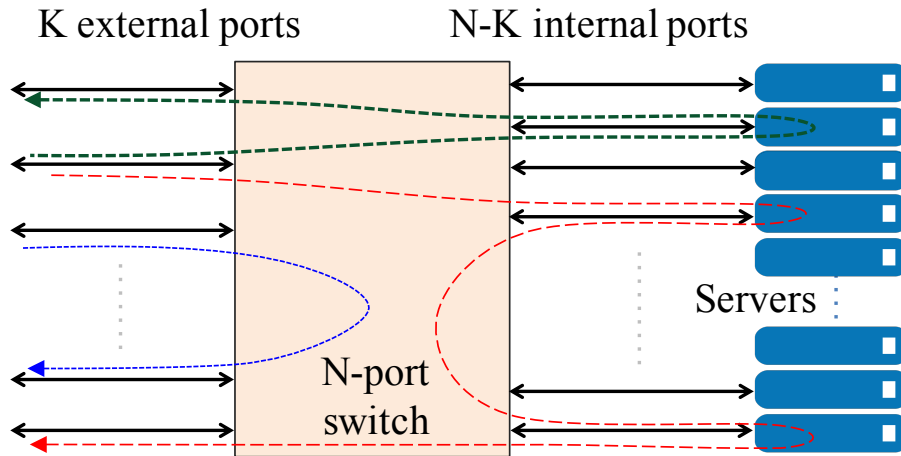 K external ports
N-K internal ports
Servers
N-port
switch